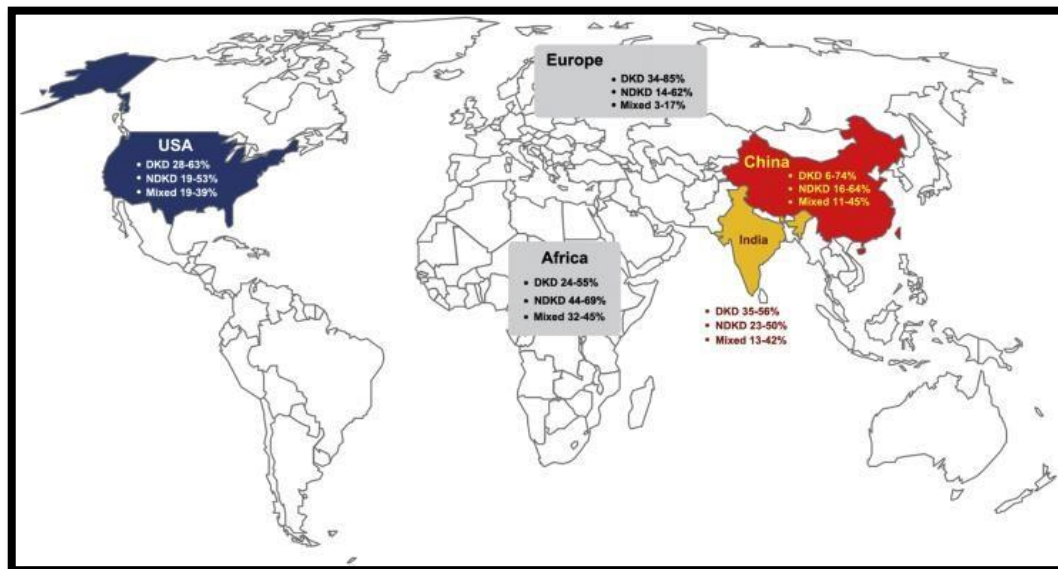 Europe
• DKD 34-85%
• NDKD 14-62%
• Mixed 3-17%
USA
• DKD 28-63%
• NDKD 19-53%
• Mixed 19-39%
China
• DKD 6-74%
• NDKD 16-64%
• Mixed 11-45%
India
• DKD 35-56%
• NDKD 23-50%
• Mixed 13-42%
Africa
• DKD 24-55%
• NDKD 44-69%
• Mixed 32-45%